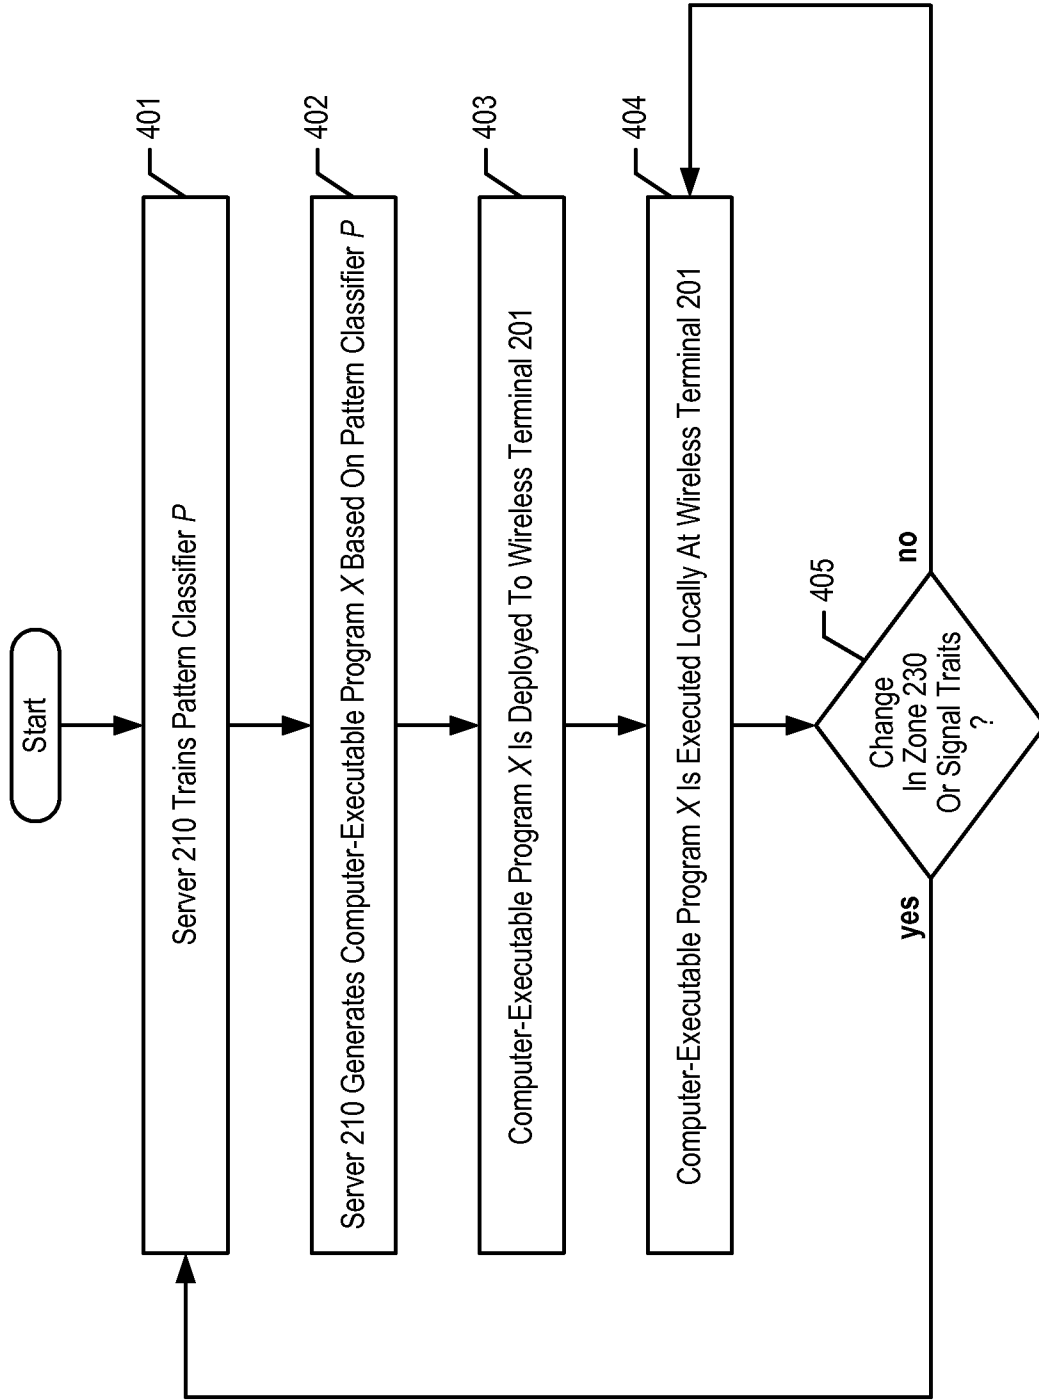 Start
401
Server 210 Trains Pattern Classifier P
402
Server 210 Generates Computer-Executable Program X Based On Pattern Classifier P
403
Computer-Executable Program X Is Deployed To Wireless Terminal 201
404
Computer-Executable Program X Is Executed Locally At Wireless Terminal 201
405
Change
In Zone 230
Or Signal Traits
?
yes
no